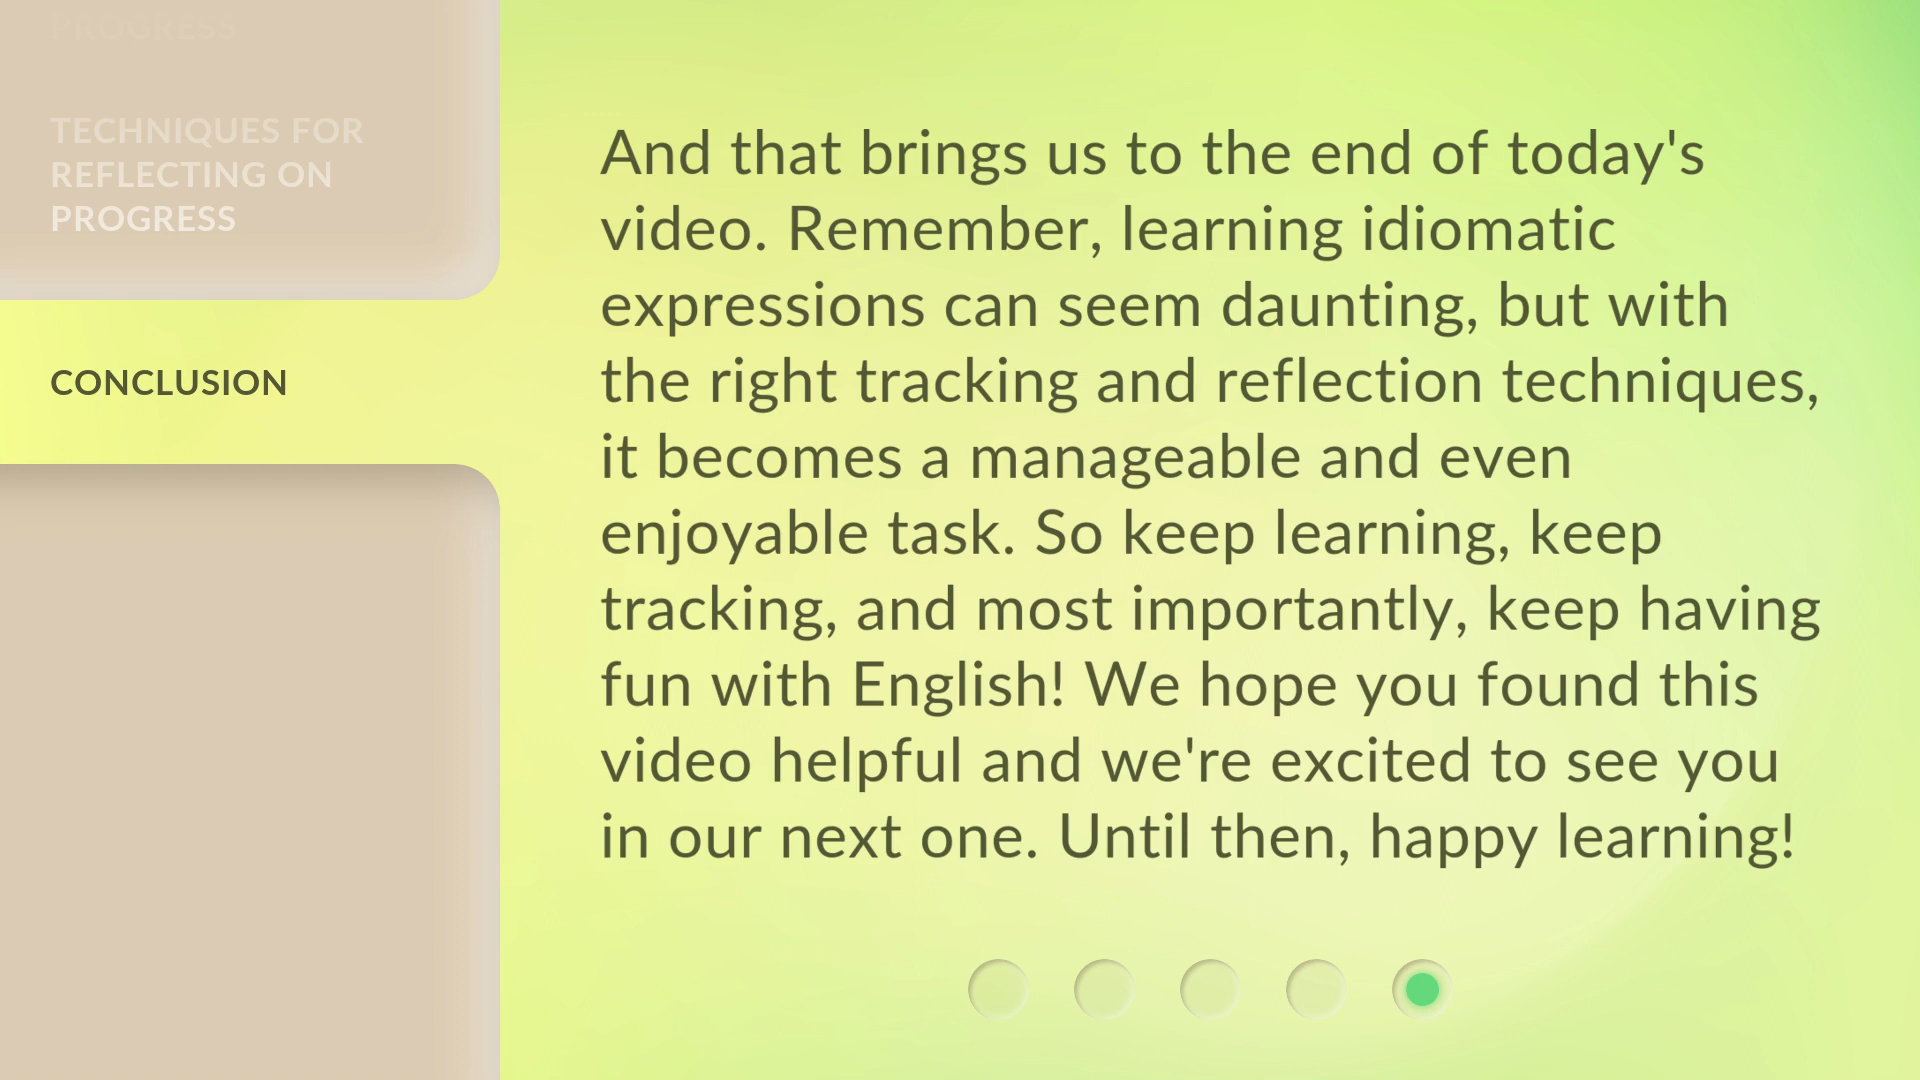 PROGRESS
TECHNIQUES FOR
REFLECTING ON
PROGRESS
CONCLUSION
And that brings us to the end of today's
video. Remember, learning idiomatic
expressions can seem daunting, but with
the right tracking and reflection techniques,
it becomes a manageable and even
enjoyable task. So keep learning, keep
tracking, and most importantly, keep having
fun with English! We hope you found this
video helpful and we're excited to see you
in our next one. Until then, happy learning!